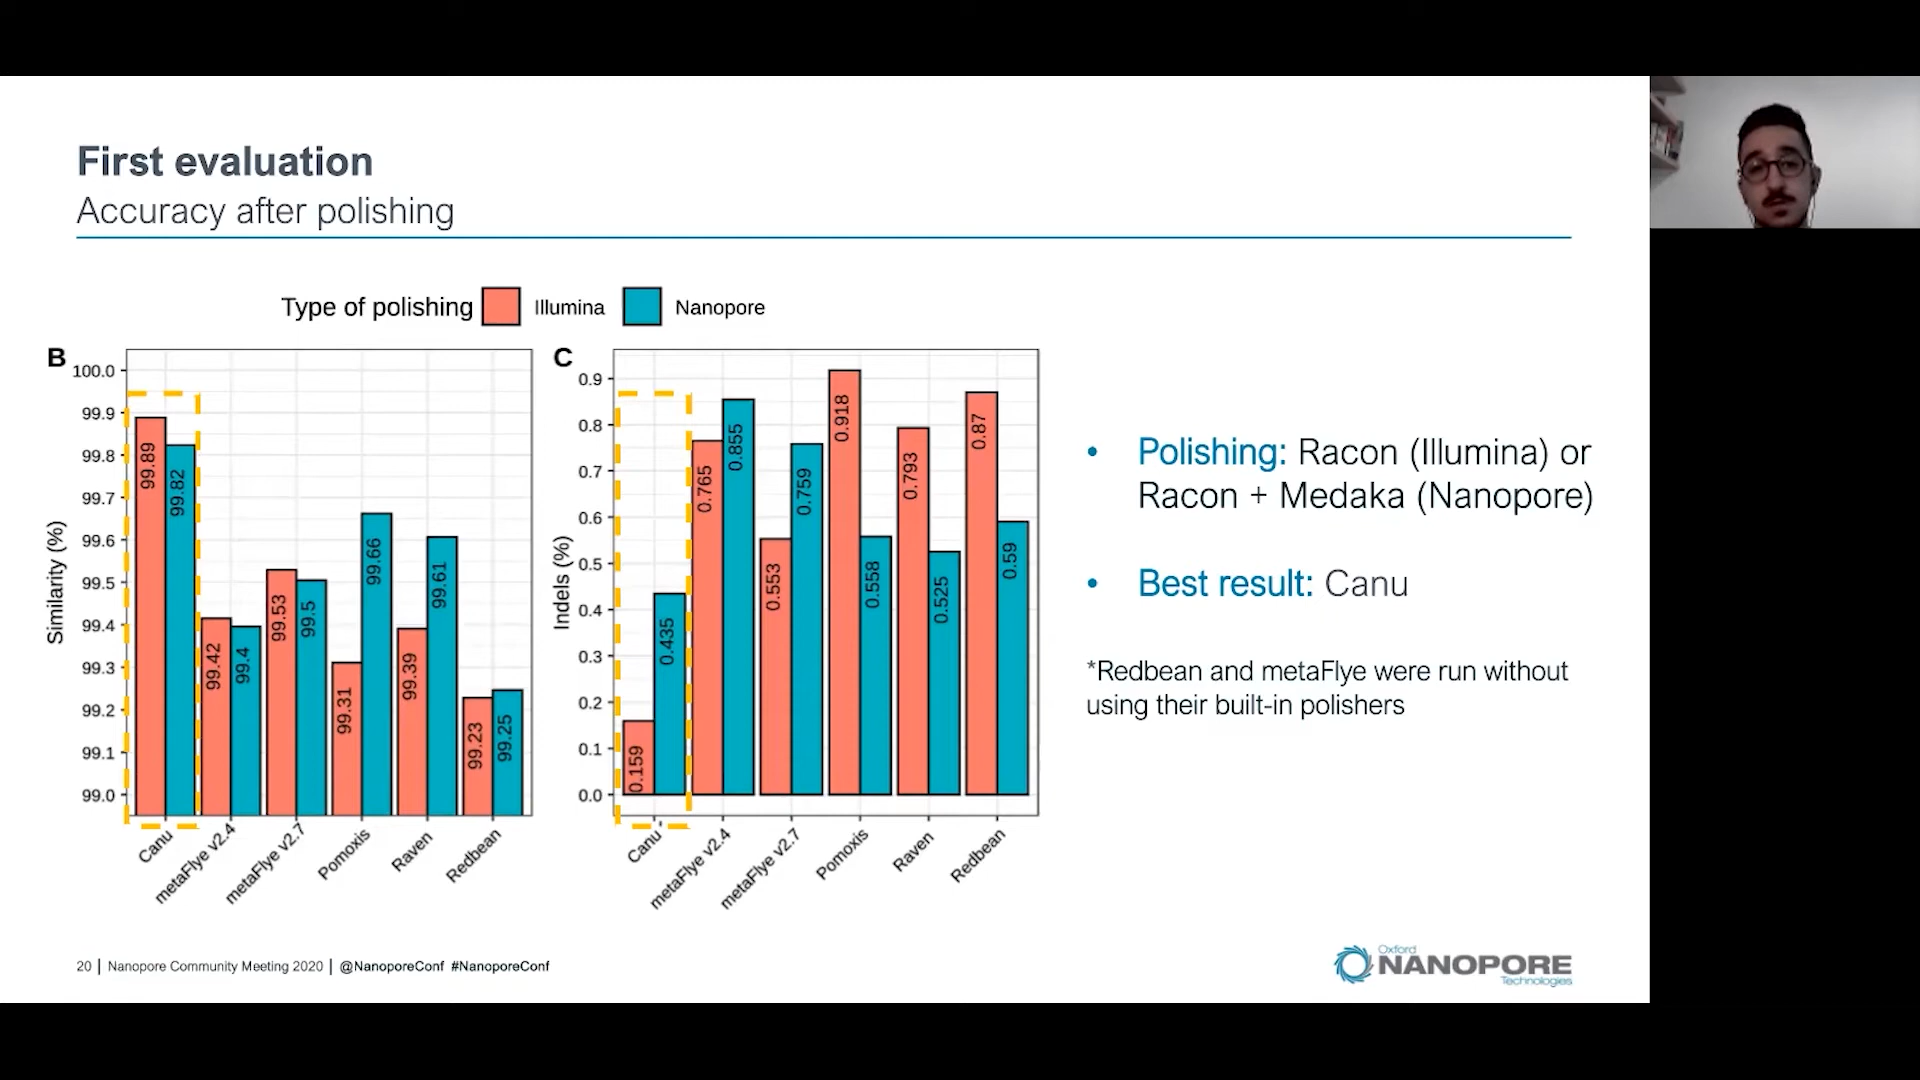 First evaluation
Accuracy after polishing
Type of polishing Illumina Nanopore
B
100.0
99.9
99.8
99.7
99.6
99.5
99.4
99.3
99.2
99.1
99.0
Similarity (%)
99.89
99.82
99.42
99.4
99.53
99.5
99.31
99.66
99.39
99.61
99.23
99.25
Canu
metaFlye v2.4
metaFlye v2.7
Pomoxis
Raven
Redbean
C
0.9
0.8
0.7
0.6
0.5
0.4
0.3
0.2
0.1
0.0
Indels (%)
0.159
0.435
0.765
0.855
0.553
0.759
0.918
0.558
0.793
0.525
0.87
0.59
Canu
metaFlye v2.4
metaFlye v2.7
Pomoxis
Raven
Redbean
• Polishing: Racon (Illumina) or
Racon + Medaka (Nanopore)
• Best result: Canu
*Redbean and metaFlye were run without
using their built-in polishers
20 | Nanopore Community Meeting 2020 | @NanoporeConf #NanoporeConf
Oxford
NANOPORE
Technologies